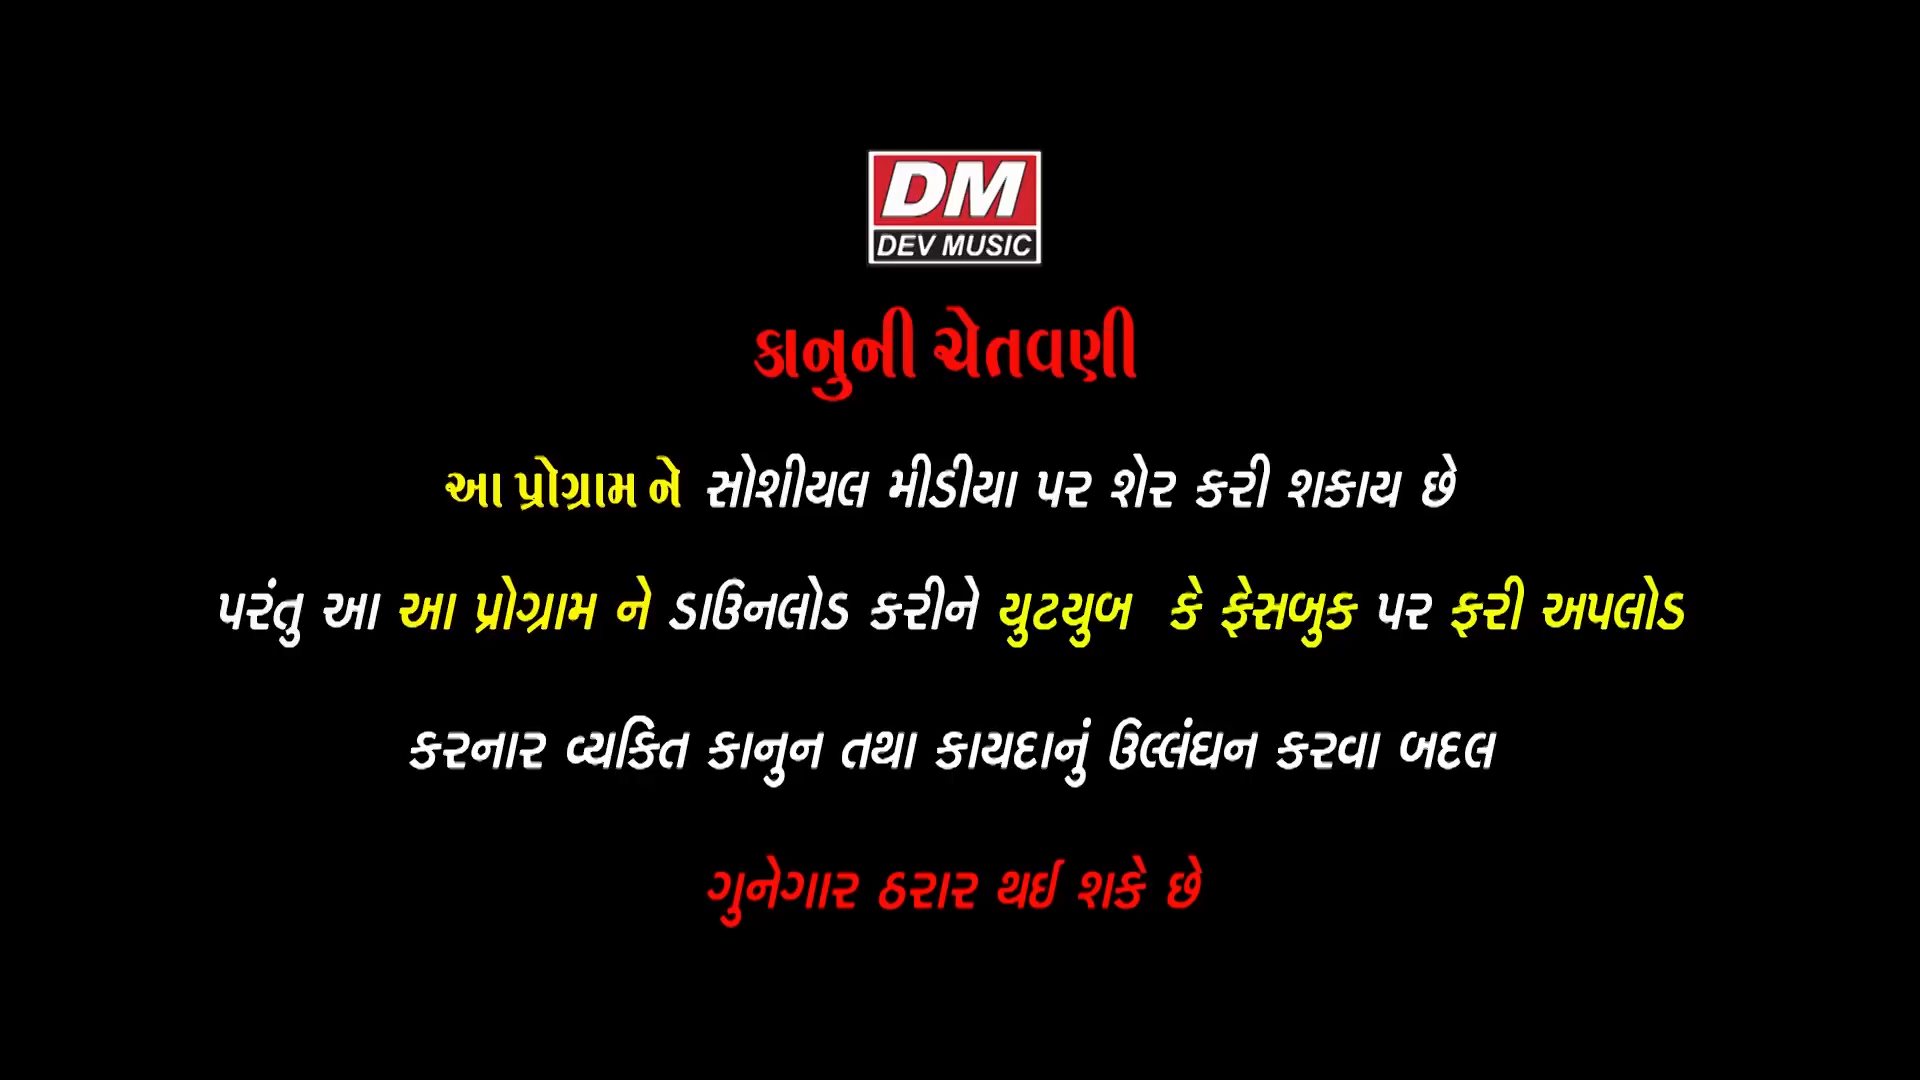 DM
DEV MUSIC
કાનુની ચેતવણી
આ પ્રોગ્રામ ને સોશીયલ મીડીયા પર શેર કરી શકાય છે
પરંતુ આ આ પ્રોગ્રામ ને ડાઉનલોડ કરીને યુટયુબ કે ફેસબુક પર ફરી અપલોડ
કરનાર વ્યકિત કાનુન તથા કાયદાનું ઉલ્લંઘન કરવા બદલ
ગુનેગાર ઠરાર થઈ શકે છે